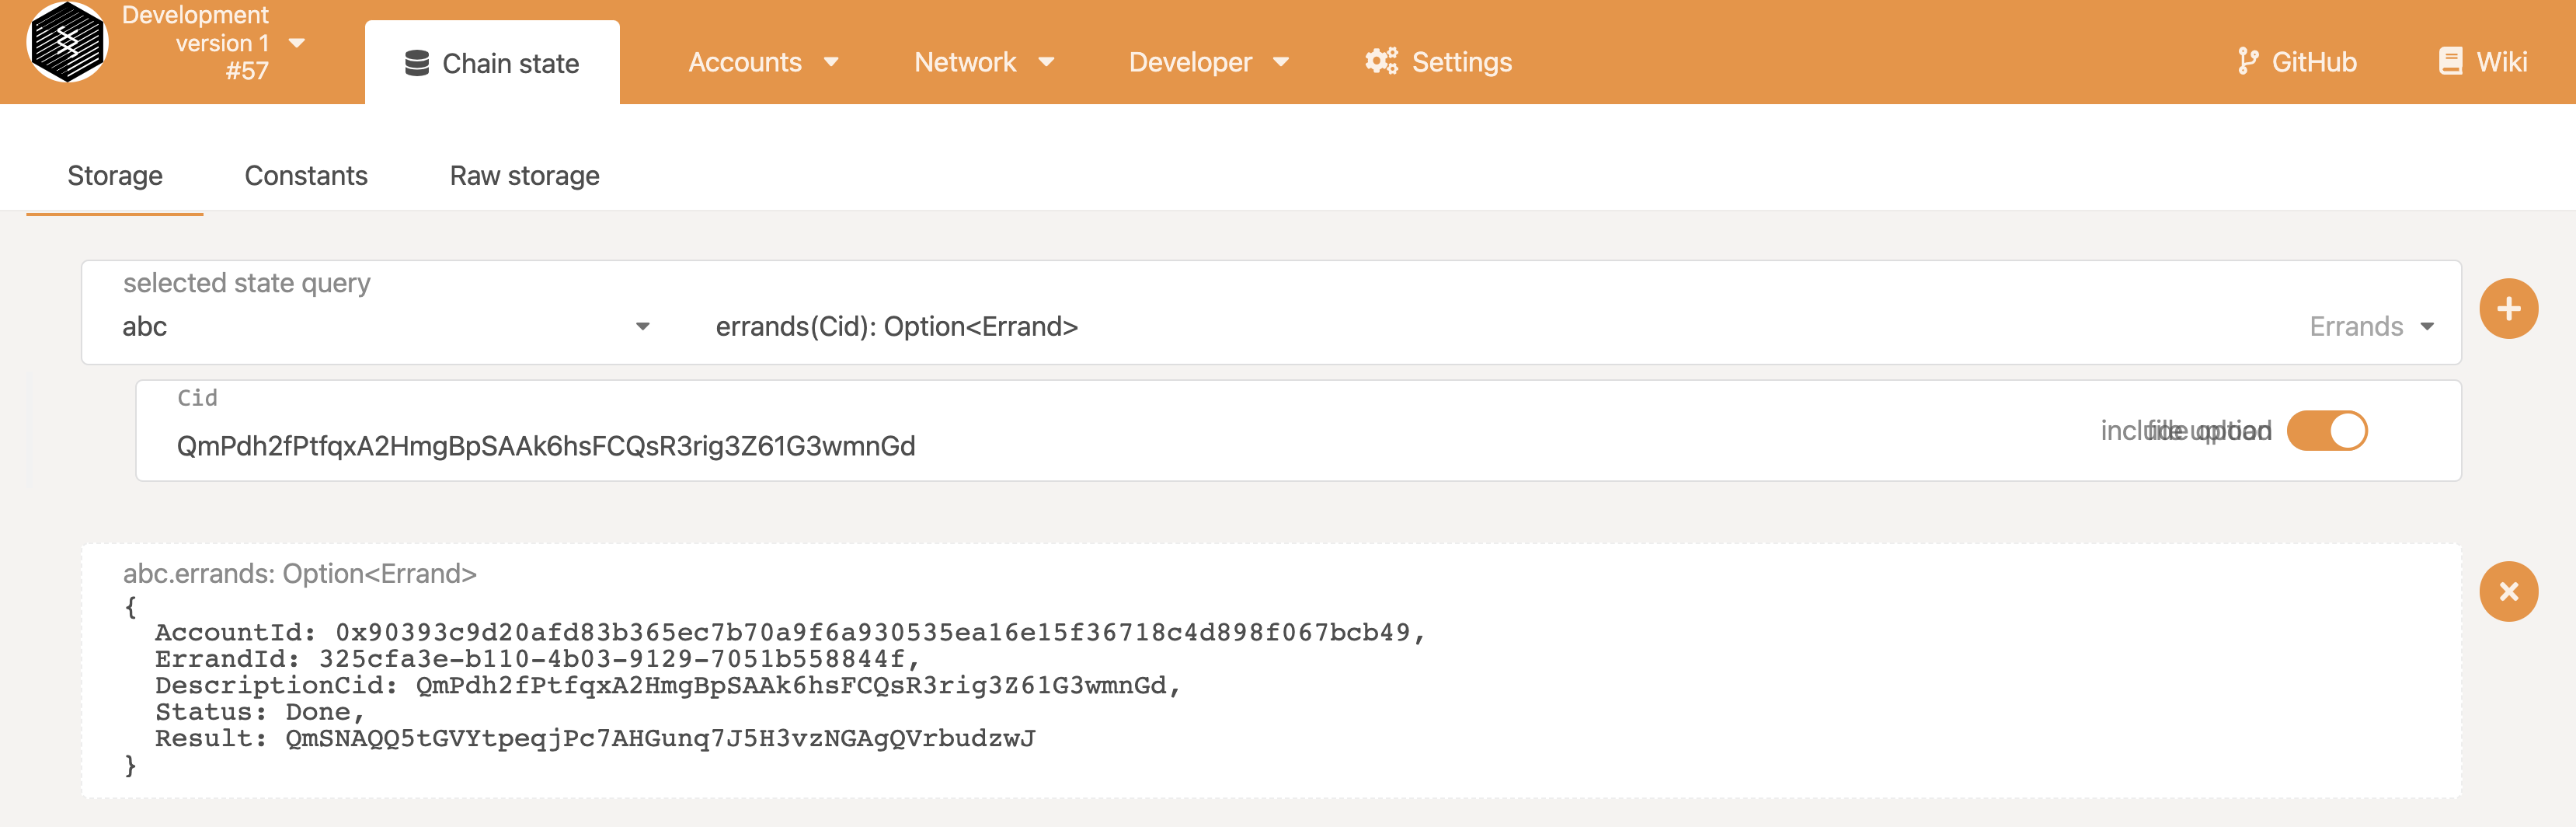 Development
version 1
#57
Chain state
Accounts
Network
Developer
Settings
GitHub
Wiki
Storage
Constants
Raw storage
selected state query
abc
errands(Cid): Option<Errand>
Errands
Cid
QmPdh2fPtfqxA2HmgBpSAAk6hsFCQsR3rig3Z61G3wmnGd
include option
file upload
abc.errands: Option<Errand>
{
AccountId: 0x90393c9d20afd83b365ec7b70a9f6a930535ea16e15f36718c4d898f067bcb49,
ErrandId: 325cfa3e-b110-4b03-9129-7051b558844f,
DescriptionCid: QmPdh2fPtfqxA2HmgBpSAAk6hsFCQsR3rig3Z61G3wmnGd,
Status: Done,
Result: QmSNAQQ5tGVYtpeqjPc7AHGunq7J5H3vzNGAgQVrbudzwJ
}